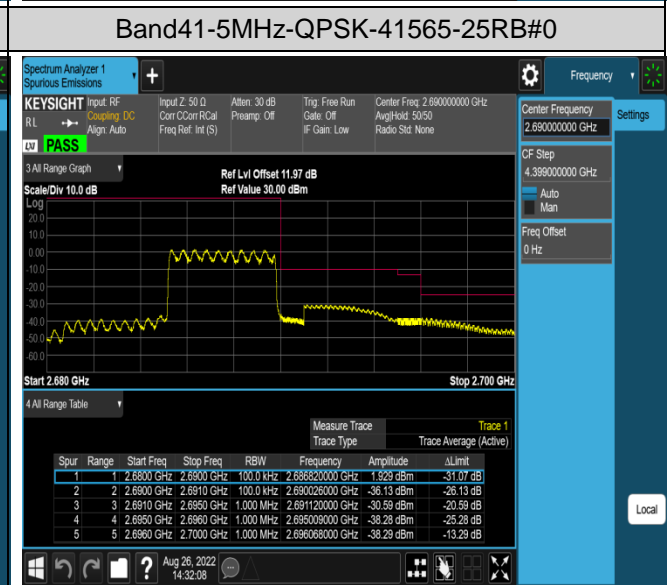 Band41-5MHz-QPSK-41565-25RB#0
Spectrum Analyzer 1
Spurious Emissions
+
Frequency
KEYSIGHT
RL
PASS
Input: RF
Coupling: DC
Align: Auto
Input Z: 50 Ω
Corr CCorr RCal
Freq Ref: Int (S)
Atten: 30 dB
Preamp: Off
Trig: Free Run
Gate: Off
IF Gain: Low
Center Freq: 2.690000000 GHz
Avg|Hold: 50/50
Radio Std: None
Center Frequency
2.690000000 GHz
Settings
CF Step
4.399000000 GHz
Auto
Man
Freq Offset
0 Hz
3 All Range Graph
Scale/Div 10.0 dB
Ref Lvl Offset 11.97 dB
Ref Value 30.00 dBm
Log
20.0
10.0
0.00
-10.0
-20.0
-30.0
-40.0
-50.0
-60.0
Start 2.680 GHz
Stop 2.700 GHz
4 All Range Table
Measure Trace Trace 1
Trace Type Trace Average (Active)
Spur Range Start Freq Stop Freq RBW Frequency Amplitude ΔLimit
1 1 2.6800 GHz 2.6900 GHz 100.0 kHz 2.686820000 GHz 1.929 dBm -31.07 dB
2 2 2.6900 GHz 2.6910 GHz 100.0 kHz 2.690026000 GHz -36.13 dBm -26.13 dB
3 3 2.6910 GHz 2.6950 GHz 1.000 MHz 2.691120000 GHz -30.59 dBm -20.59 dB
4 4 2.6950 GHz 2.6960 GHz 1.000 MHz 2.695009000 GHz -38.28 dBm -25.28 dB
5 5 2.6960 GHz 2.7000 GHz 1.000 MHz 2.696068000 GHz -38.29 dBm -13.29 dB
Local
?
Aug 26, 2022
14:32:08